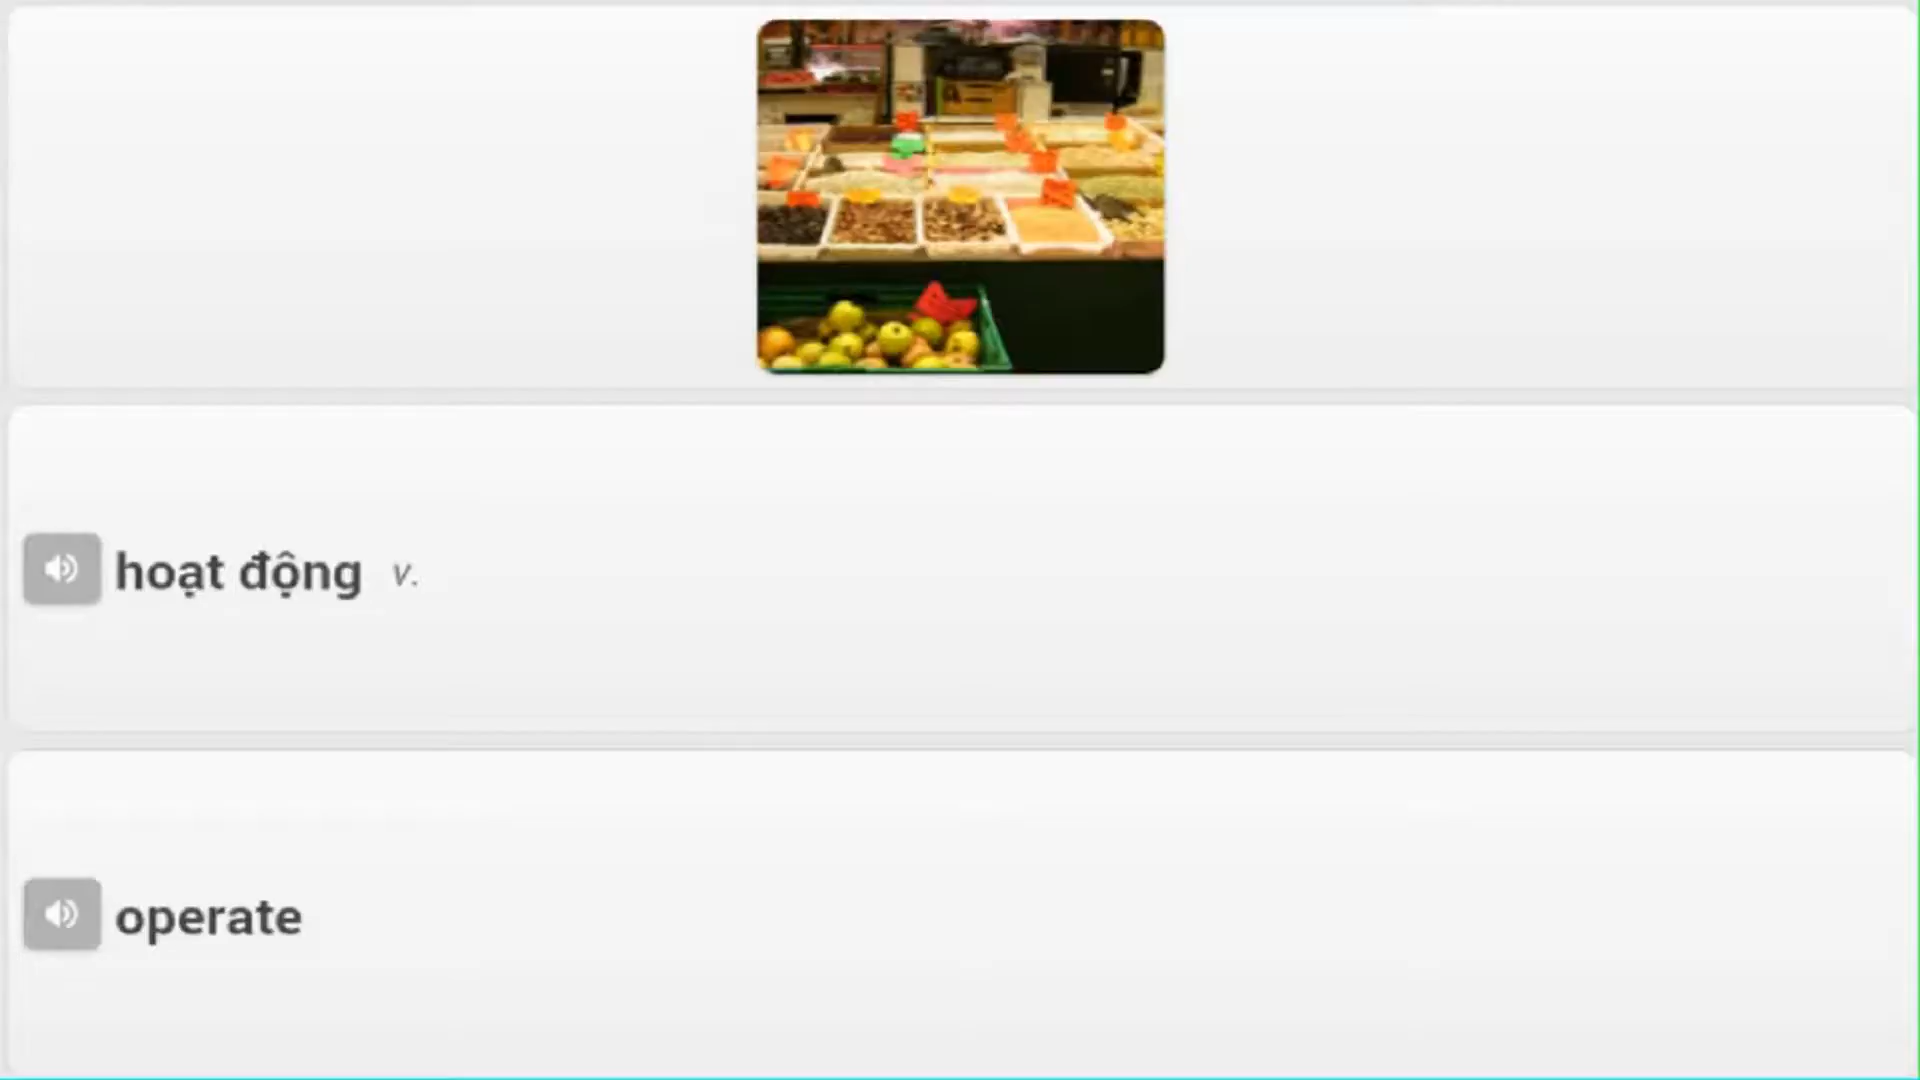 hoạt động v.
operate